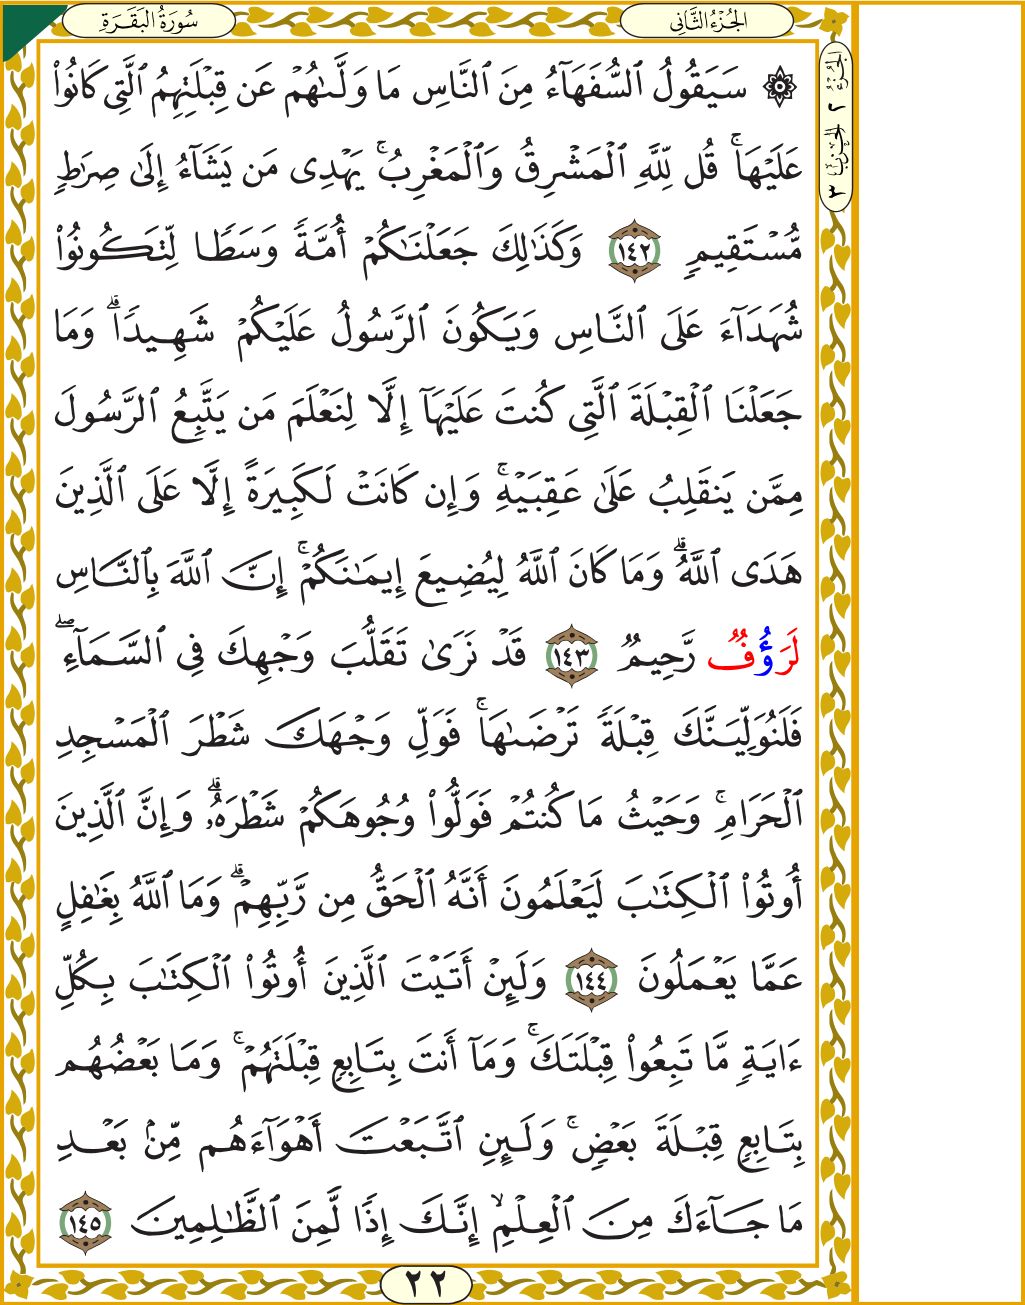 سُورَةُ البَقَرَةِ
الجُزْءُ الثَّانِي
الجُزْءُ ٢ الحِزْبُ ٣
۞ سَيَقُولُ ٱلسُّفَهَآءُ مِنَ ٱلنَّاسِ مَا وَلَّىٰهُمۡ عَن قِبۡلَتِهِمُ ٱلَّتِي كَانُواْ
عَلَيۡهَاۚ قُل لِّلَّهِ ٱلۡمَشۡرِقُ وَٱلۡمَغۡرِبُۚ يَهۡدِي مَن يَشَآءُ إِلَىٰ صِرَٰطٖ
مُّسۡتَقِيمٖ ١٤٢ وَكَذَٰلِكَ جَعَلۡنَٰكُمۡ أُمَّةٗ وَسَطٗا لِّتَكُونُواْ
شُهَدَآءَ عَلَى ٱلنَّاسِ وَيَكُونَ ٱلرَّسُولُ عَلَيۡكُمۡ شَهِيدٗاۗ وَمَا
جَعَلۡنَا ٱلۡقِبۡلَةَ ٱلَّتِي كُنتَ عَلَيۡهَآ إِلَّا لِنَعۡلَمَ مَن يَتَّبِعُ ٱلرَّسُولَ
مِمَّن يَنقَلِبُ عَلَىٰ عَقِبَيۡهِۚ وَإِن كَانَتۡ لَكَبِيرَةً إِلَّا عَلَى ٱلَّذِينَ
هَدَى ٱللَّهُۗ وَمَا كَانَ ٱللَّهُ لِيُضِيعَ إِيمَٰنَكُمۡۚ إِنَّ ٱللَّهَ بِٱلنَّاسِ
لَرَؤُفٞ رَّحِيمٞ ١٤٣ قَدۡ نَرَىٰ تَقَلُّبَ وَجۡهِكَ فِي ٱلسَّمَآءِۖ
فَلَنُوَلِّيَنَّكَ قِبۡلَةٗ تَرۡضَىٰهَاۚ فَوَلِّ وَجۡهَكَ شَطۡرَ ٱلۡمَسۡجِدِ
ٱلۡحَرَامِۚ وَحَيۡثُ مَا كُنتُمۡ فَوَلُّواْ وُجُوهَكُمۡ شَطۡرَهُۥۗ وَإِنَّ ٱلَّذِينَ
أُوتُواْ ٱلۡكِتَٰبَ لَيَعۡلَمُونَ أَنَّهُ ٱلۡحَقُّ مِن رَّبِّهِمۡۗ وَمَا ٱللَّهُ بِغَٰفِلٍ
عَمَّا يَعۡمَلُونَ ١٤٤ وَلَئِنۡ أَتَيۡتَ ٱلَّذِينَ أُوتُواْ ٱلۡكِتَٰبَ بِكُلِّ
ءَايَةٖ مَّا تَبِعُواْ قِبۡلَتَكَۚ وَمَآ أَنتَ بِتَابِعٖ قِبۡلَتَهُمۡۚ وَمَا بَعۡضُهُم
بِتَابِعٖ قِبۡلَةَ بَعۡضٖۚ وَلَئِنِ ٱتَّبَعۡتَ أَهۡوَآءَهُم مِّنۢ بَعۡدِ
مَا جَآءَكَ مِنَ ٱلۡعِلۡمِۙ إِنَّكَ إِذٗا لَّمِنَ ٱلظَّٰلِمِينَ ١٤٥
٢٢